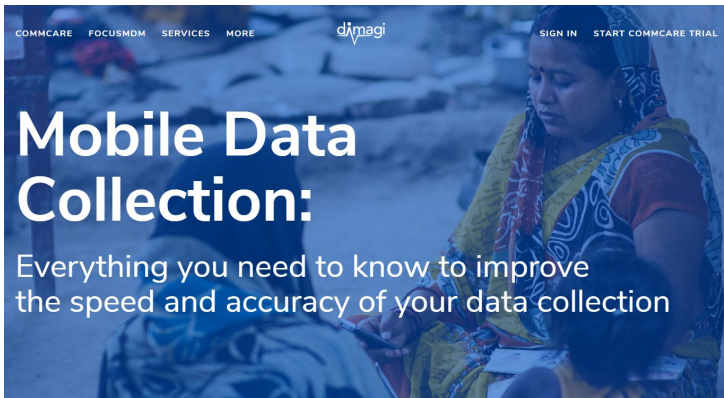 COMMCARE FOCUSMDM SERVICES MORE dimagi SIGN IN START COMMCARE TRIAL
Mobile Data
Collection:
Everything you need to know to improve
the speed and accuracy of your data collection